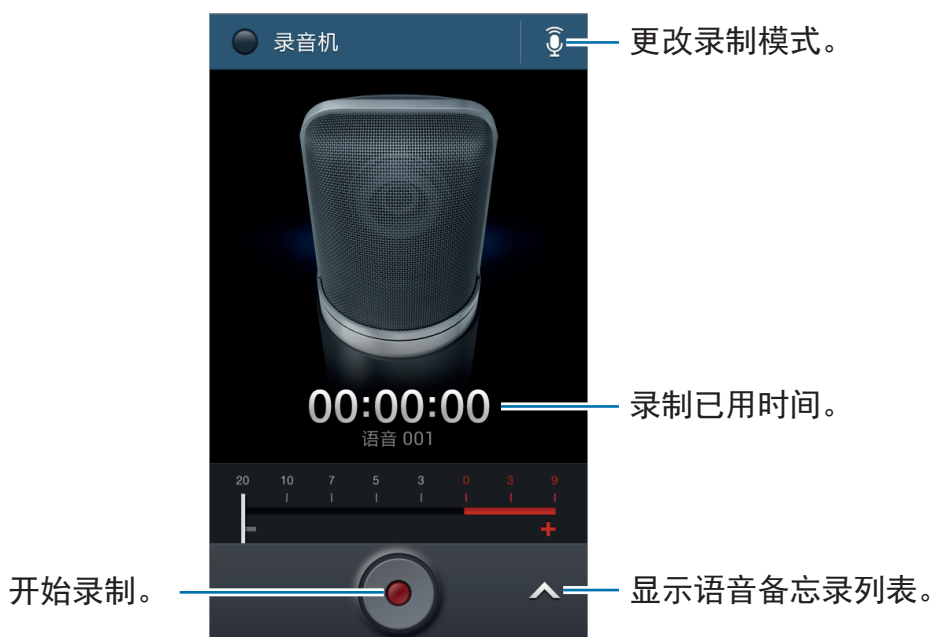 录音机
更改录制模式。
00:00:00
录制已用时间。
语音 001
20 10 7 5 3 0 3 9
- +
开始录制。
显示语音备忘录列表。